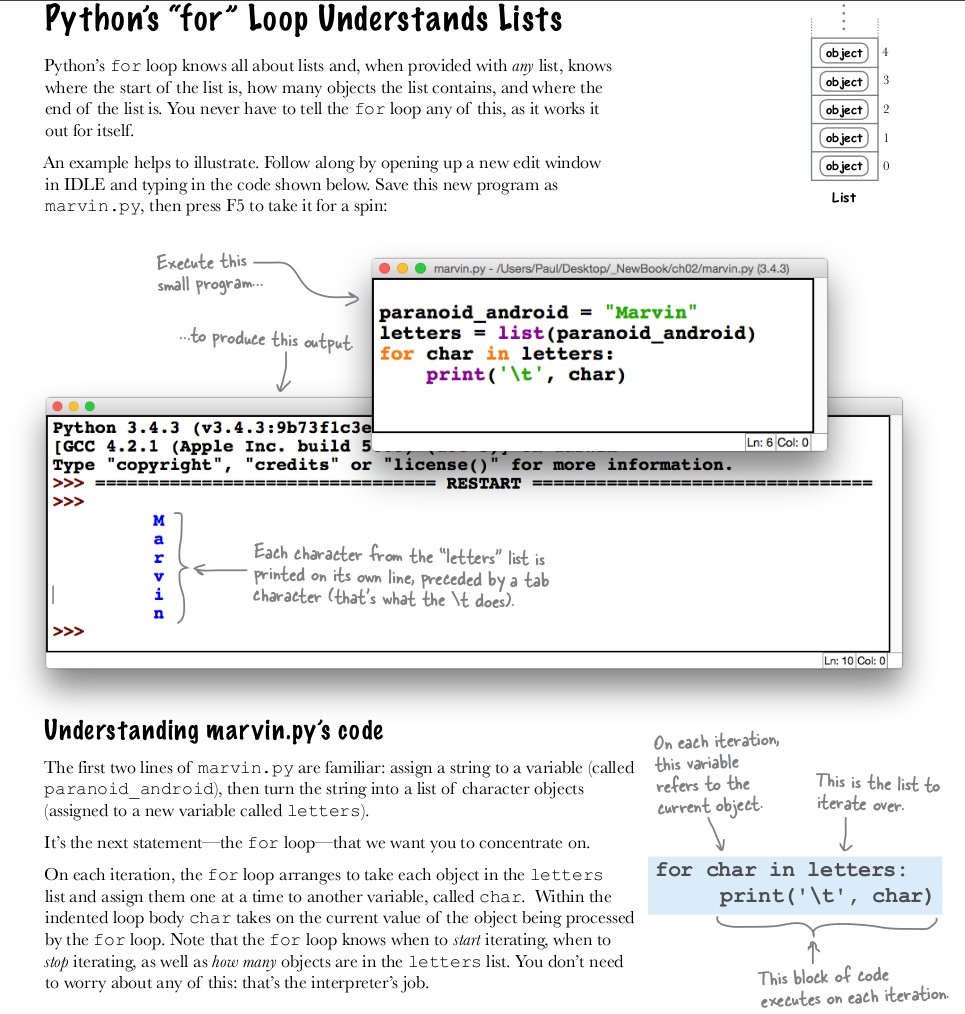 Python’s “for” Loop Understands Lists
Python’s for loop knows all about lists and, when provided with any list, knows
where the start of the list is, how many objects the list contains, and where the
end of the list is. You never have to tell the for loop any of this, as it works it
out for itself.
An example helps to illustrate. Follow along by opening up a new edit window
in IDLE and typing in the code shown below. Save this new program as
marvin.py, then press F5 to take it for a spin:
object 4
object 3
object 2
object 1
object 0
List
Execute this
small program...
...to produce this output.
marvin.py - /Users/Paul/Desktop/_NewBook/ch02/marvin.py (3.4.3)
paranoid_android = "Marvin"
letters = list(paranoid_android)
for char in letters:
    print('\t', char)
Ln: 6 Col: 0
Python 3.4.3 (v3.4.3:9b73f1c3e
[GCC 4.2.1 (Apple Inc. build 5
Type "copyright", "credits" or "license()" for more information.
>>> ================================ RESTART ================================
>>>
M
a
r
v
i
n
>>>
Each character from the “letters” list is
printed on its own line, preceded by a tab
character (that’s what the \t does).
Ln: 10 Col: 0
Understanding marvin.py’s code
The first two lines of marvin.py are familiar: assign a string to a variable (called
paranoid_android), then turn the string into a list of character objects
(assigned to a new variable called letters).
It’s the next statement—the for loop—that we want you to concentrate on.
On each iteration, the for loop arranges to take each object in the letters
list and assign them one at a time to another variable, called char. Within the
indented loop body char takes on the current value of the object being processed
by the for loop. Note that the for loop knows when to start iterating, when to
stop iterating, as well as how many objects are in the letters list. You don’t need
to worry about any of this: that’s the interpreter’s job.
On each iteration,
this variable
refers to the
current object.
This is the list to
iterate over.
for char in letters:
    print('\t', char)
This block of code
executes on each iteration.